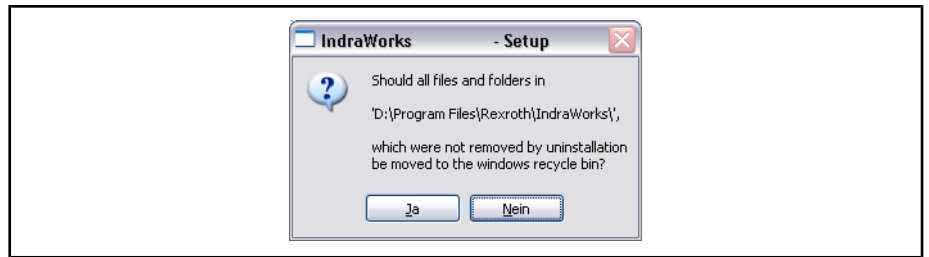 IndraWorks - Setup
Should all files and folders in
'D:\Program Files\Rexroth\IndraWorks\',
which were not removed by uninstallation
be moved to the windows recycle bin?
Ja Nein